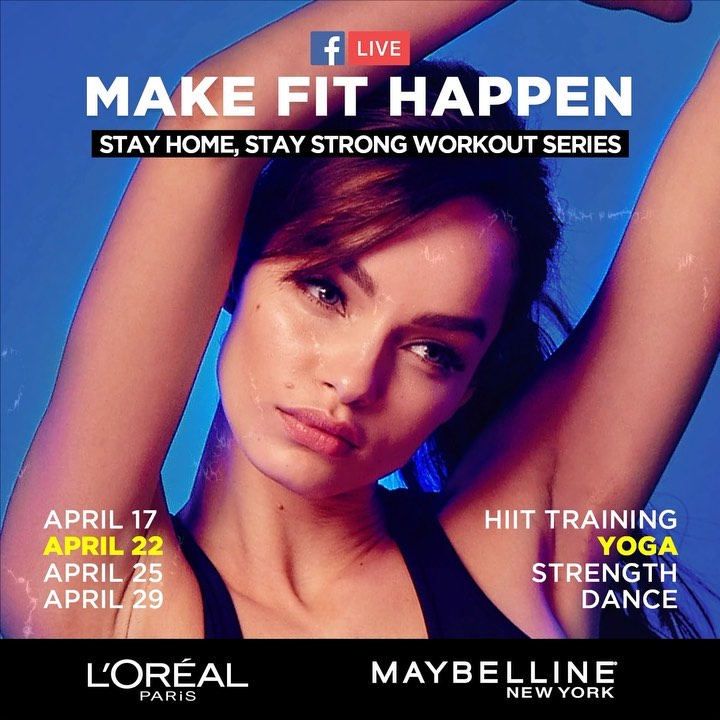 f LIVE
MAKE FIT HAPPEN
STAY HOME, STAY STRONG WORKOUT SERIES
APRIL 17 HIIT TRAINING
APRIL 22 YOGA
APRIL 25 STRENGTH
APRIL 29 DANCE
L'ORÉAL
PARiS
MAYBELLINE
NEW YORK